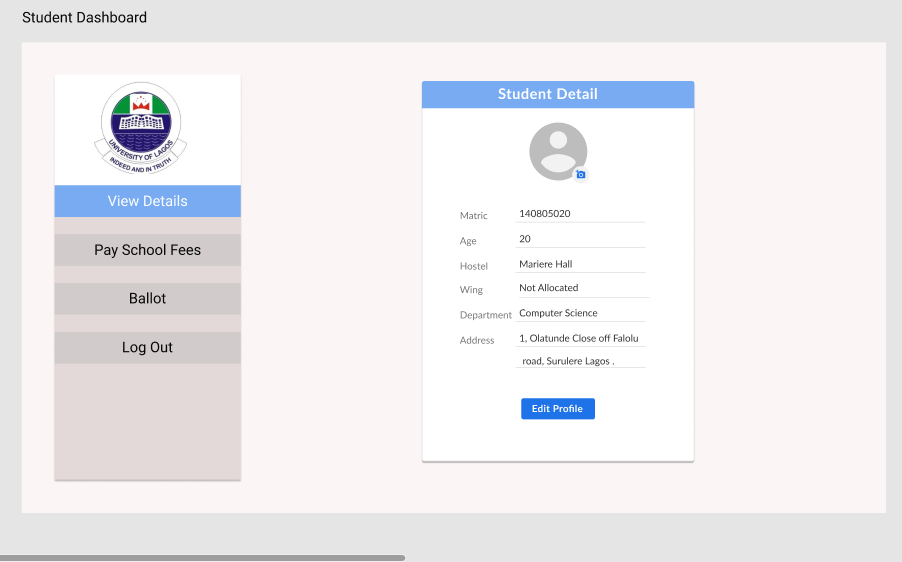 Student Dashboard
UNIVERSITY OF LAGOS
INDEED AND IN TRUTH
View Details
Pay School Fees
Ballot
Log Out
Student Detail
Matric 140805020
Age 20
Hostel Mariere Hall
Wing Not Allocated
Department Computer Science
Address 1, Olatunde Close off Falolu
road, Surulere Lagos .
Edit Profile